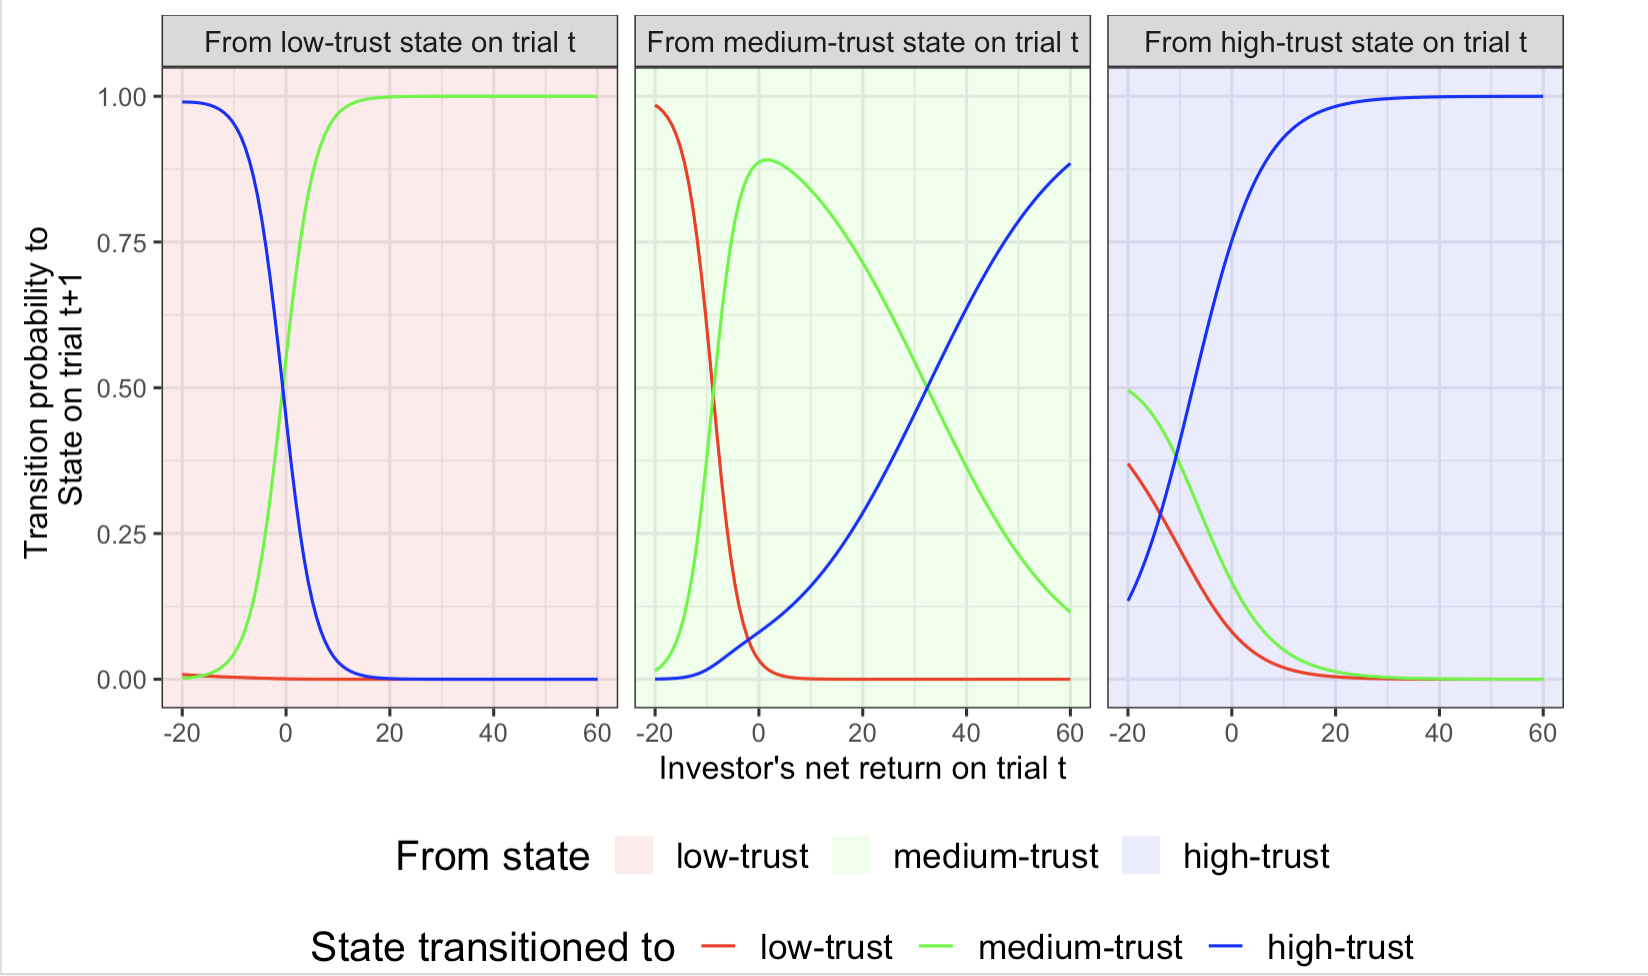 From low-trust state on trial t
From medium-trust state on trial t
From high-trust state on trial t
Transition probability to
State on trial t+1
1.00
0.75
0.50
0.25
0.00
-20 0 20 40 60
-20 0 20 40 60
-20 0 20 40 60
Investor's net return on trial t
From state low-trust medium-trust high-trust
State transitioned to low-trust medium-trust high-trust